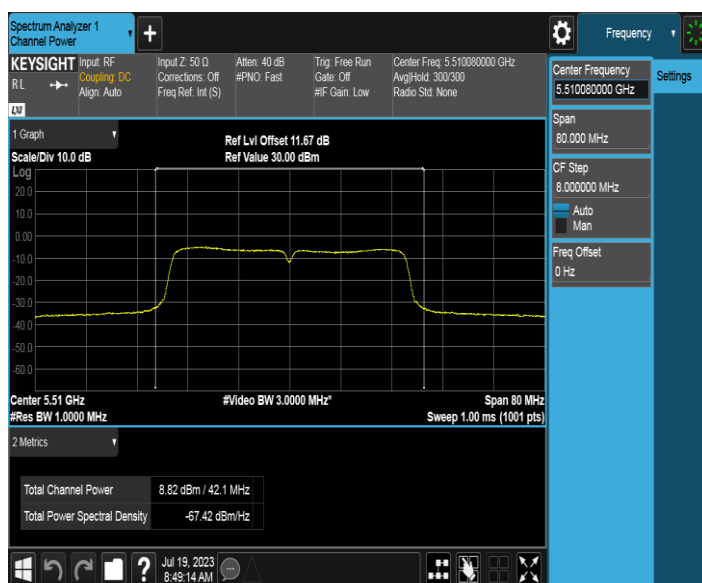 Spectrum Analyzer 1
Channel Power
+
Frequency
KEYSIGHT
RL
LXI
Input: RF
Coupling: DC
Align: Auto
Input Z: 50 Ω
Corrections: Off
Freq Ref: Int (S)
Atten: 40 dB
#PNO: Fast
Trig: Free Run
Gate: Off
#IF Gain: Low
Center Freq: 5.510080000 GHz
Avg|Hold: 300/300
Radio Std: None
Center Frequency
5.510080000 GHz
Settings
Span
80.000 MHz
CF Step
8.000000 MHz
Auto
Man
Freq Offset
0 Hz
1 Graph
Scale/Div 10.0 dB
Ref Lvl Offset 11.67 dB
Ref Value 30.00 dBm
Log
20.0
10.0
0.00
-10.0
-20.0
-30.0
-40.0
-50.0
-60.0
Center 5.51 GHz
#Video BW 3.0000 MHz*
Span 80 MHz
#Res BW 1.0000 MHz
Sweep 1.00 ms (1001 pts)
2 Metrics
Total Channel Power 8.82 dBm / 42.1 MHz
Total Power Spectral Density -67.42 dBm/Hz
?
Jul 19, 2023
8:49:14 AM